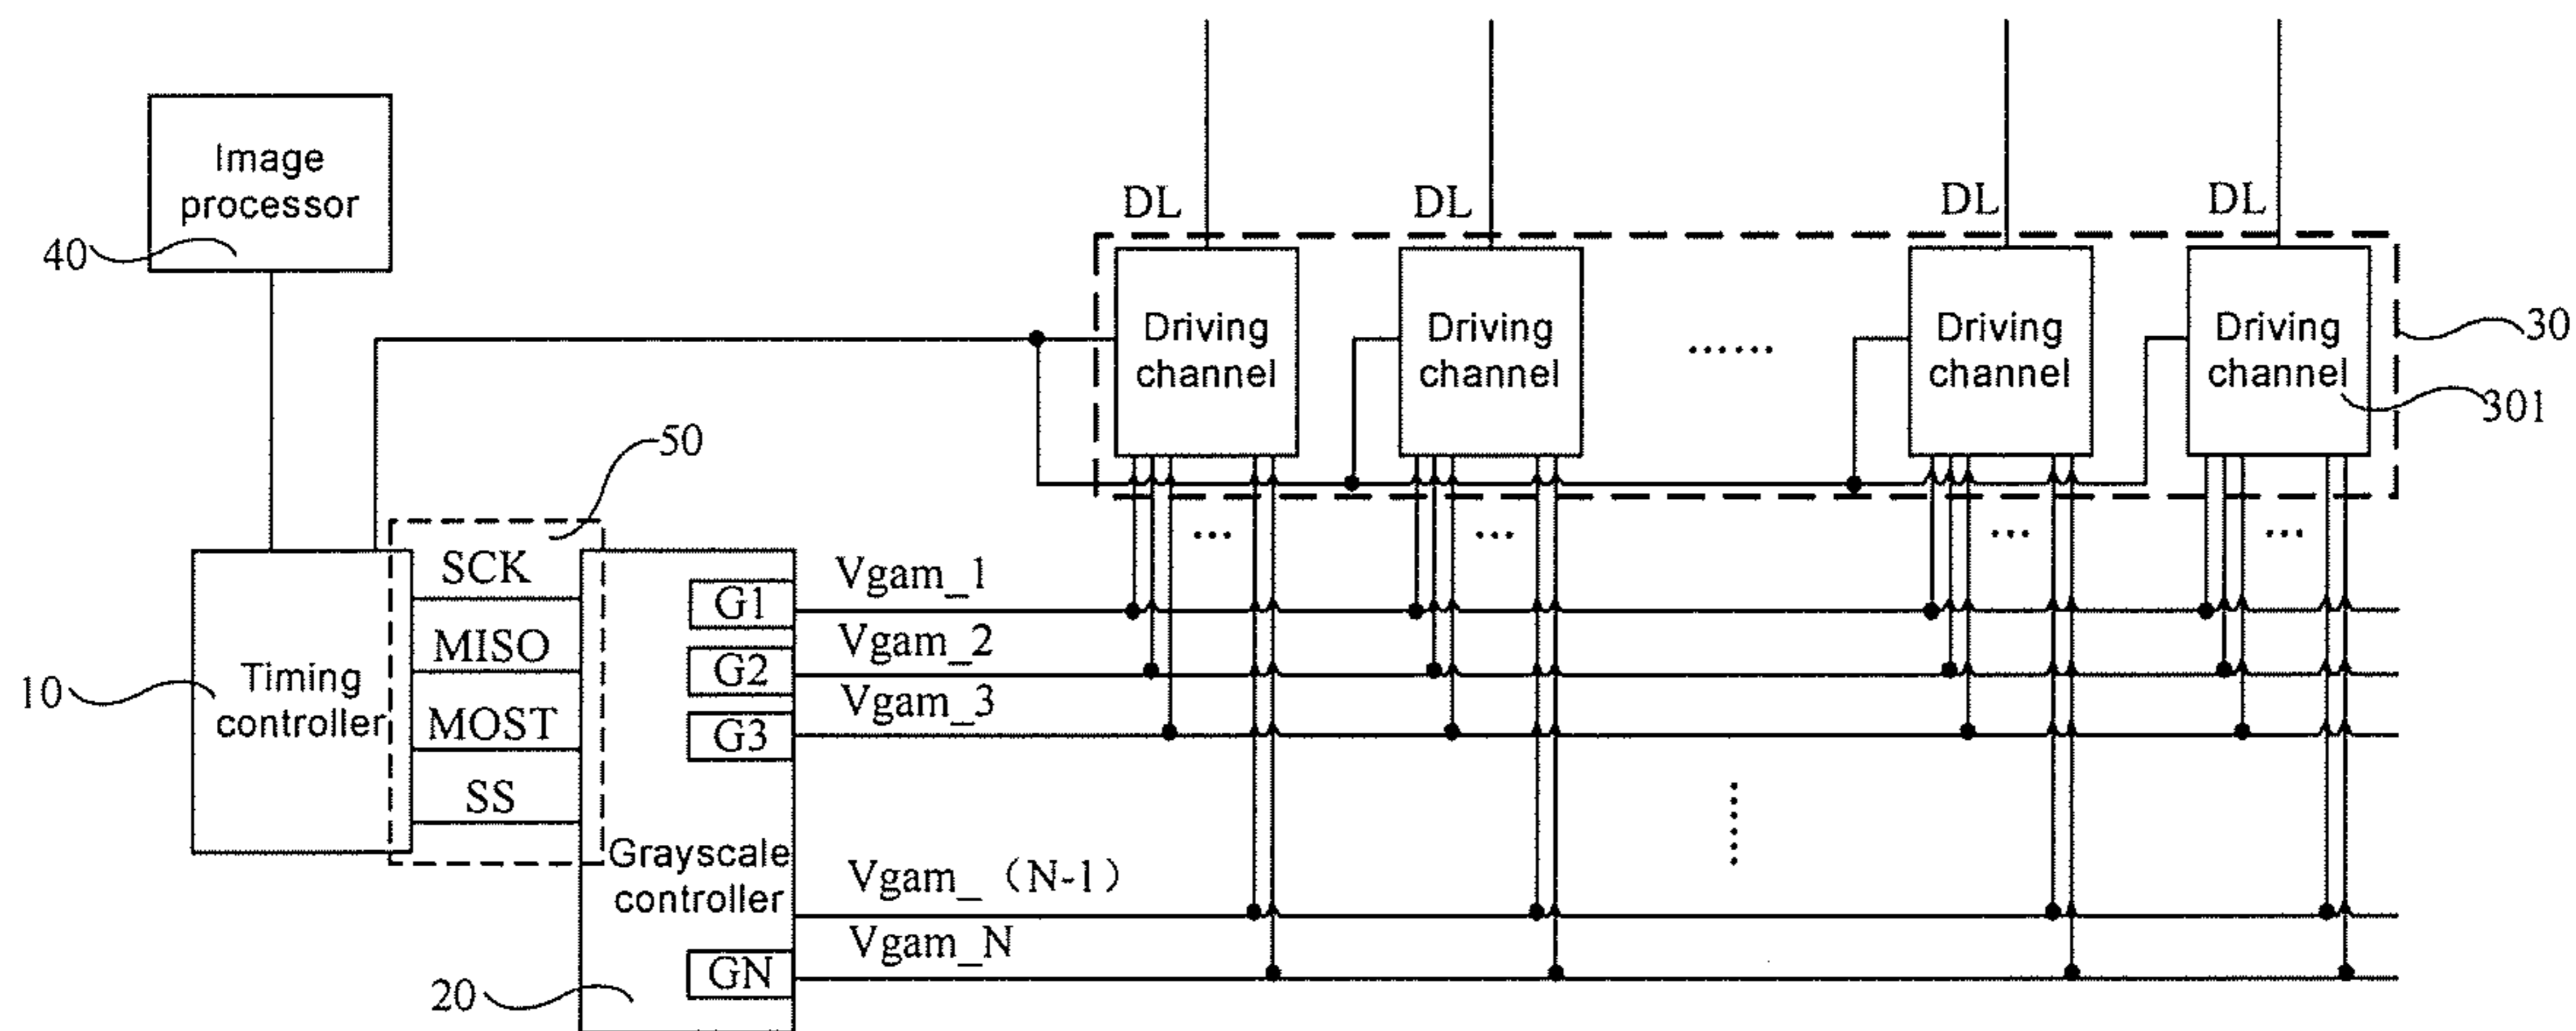 Image
processor
40
DL
DL
DL
DL
Driving
channel
Driving
channel
......
Driving
channel
Driving
channel
30
301
50
...
...
...
...
SCK
MISO
MOST
SS
10
Timing
controller
G1
G2
G3
Grayscale
controller
GN
20
Vgam_1
Vgam_2
Vgam_3
......
Vgam_（N-1）
Vgam_N